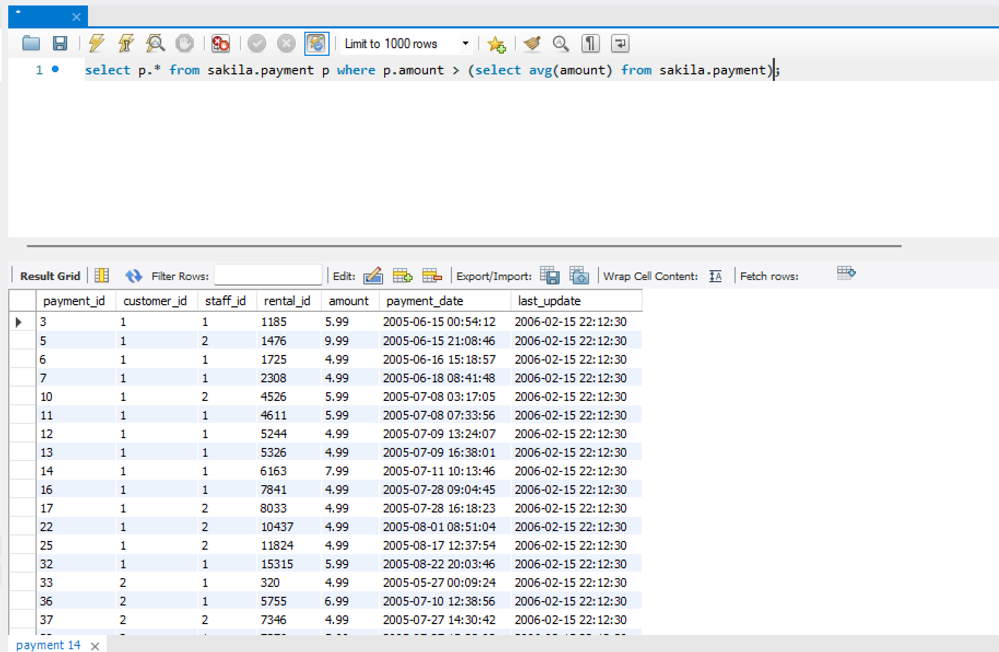 *
Limit to 1000 rows
1 select p.* from sakila.payment p where p.amount > (select avg(amount) from sakila.payment);
Result Grid Filter Rows: Edit: Export/Import: Wrap Cell Content: Fetch rows:
payment_id customer_id staff_id rental_id amount payment_date last_update
3 1 1 1185 5.99 2005-06-15 00:54:12 2006-02-15 22:12:30
5 1 2 1476 9.99 2005-06-15 21:08:46 2006-02-15 22:12:30
6 1 1 1725 4.99 2005-06-16 15:18:57 2006-02-15 22:12:30
7 1 1 2308 4.99 2005-06-18 08:41:48 2006-02-15 22:12:30
10 1 2 4526 5.99 2005-07-08 03:17:05 2006-02-15 22:12:30
11 1 1 4611 5.99 2005-07-08 07:33:56 2006-02-15 22:12:30
12 1 1 5244 4.99 2005-07-09 13:24:07 2006-02-15 22:12:30
13 1 1 5326 4.99 2005-07-09 16:38:01 2006-02-15 22:12:30
14 1 1 6163 7.99 2005-07-11 10:13:46 2006-02-15 22:12:30
16 1 1 7841 4.99 2005-07-28 09:04:45 2006-02-15 22:12:30
17 1 2 8033 4.99 2005-07-28 16:18:23 2006-02-15 22:12:30
22 1 2 10437 4.99 2005-08-01 08:51:04 2006-02-15 22:12:30
25 1 2 11824 4.99 2005-08-17 12:37:54 2006-02-15 22:12:30
32 1 1 15315 5.99 2005-08-22 20:03:46 2006-02-15 22:12:30
33 2 1 320 4.99 2005-05-27 00:09:24 2006-02-15 22:12:30
36 2 1 5755 6.99 2005-07-10 12:38:56 2006-02-15 22:12:30
37 2 2 7346 4.99 2005-07-27 14:30:42 2006-02-15 22:12:30
payment 14